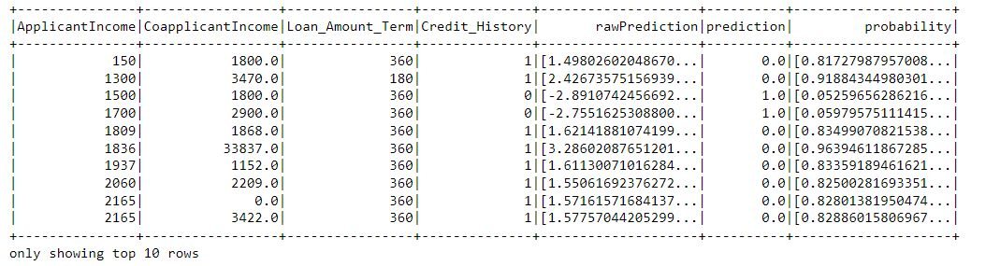 +---------------+-----------------+----------------+--------------+--------------------+----------+--------------------+
|ApplicantIncome|CoapplicantIncome|Loan_Amount_Term|Credit_History|       rawPrediction|prediction|         probability|
+---------------+-----------------+----------------+--------------+--------------------+----------+--------------------+
|            150|           1800.0|             360|             1|[1.49802602048670...|       0.0|[0.81727987957008...|
|           1300|           3470.0|             180|             1|[2.42673575156939...|       0.0|[0.91884344980301...|
|           1500|           1800.0|             360|             0|[-2.8910742456692...|       1.0|[0.05259656286216...|
|           1700|           2900.0|             360|             0|[-2.7551625308800...|       1.0|[0.05979575111415...|
|           1809|           1868.0|             360|             1|[1.62141881074199...|       0.0|[0.83499070821538...|
|           1836|          33837.0|             360|             1|[3.28602087651201...|       0.0|[0.96394611867285...|
|           1937|           1152.0|             360|             1|[1.61130071016284...|       0.0|[0.83359189461621...|
|           2060|           2209.0|             360|             1|[1.55061692376272...|       0.0|[0.82500281693351...|
|           2165|              0.0|             360|             1|[1.57161571684137...|       0.0|[0.82801381950474...|
|           2165|           3422.0|             360|             1|[1.57757044205299...|       0.0|[0.82886015806967...|
+---------------+-----------------+----------------+--------------+--------------------+----------+--------------------+
only showing top 10 rows